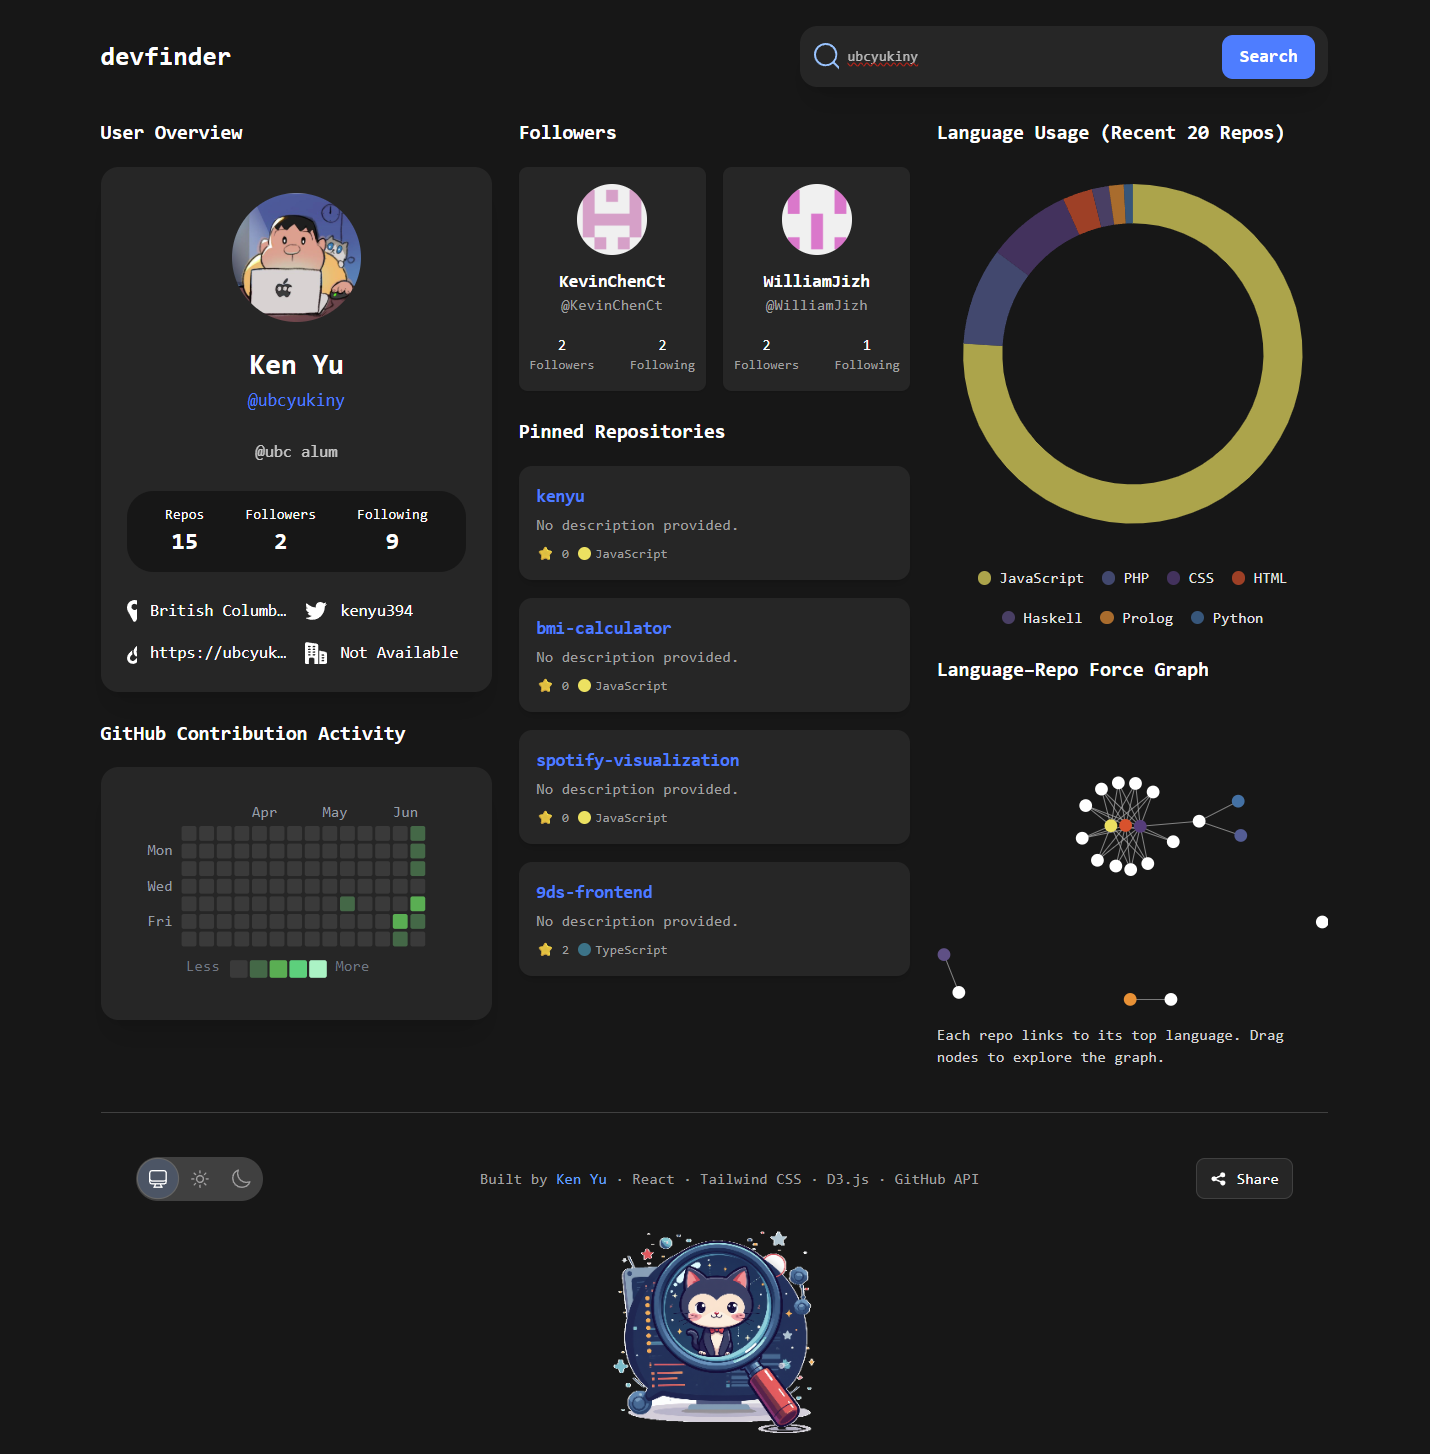 devfinder
ubcyukiny
Search
User Overview
Ken Yu
@ubcyukiny
@ubc alum
Repos Followers Following
15 2 9
British Columb… kenyu394
https://ubcyuk… Not Available
GitHub Contribution Activity
Apr May Jun
Mon
Wed
Fri
Less More
Followers
KevinChenCt
@KevinChenCt
2 2
Followers Following
WilliamJizh
@WilliamJizh
2 1
Followers Following
Pinned Repositories
kenyu
No description provided.
0 JavaScript
bmi-calculator
No description provided.
0 JavaScript
spotify-visualization
No description provided.
0 JavaScript
9ds-frontend
No description provided.
2 TypeScript
Language Usage (Recent 20 Repos)
JavaScript PHP CSS HTML
Haskell Prolog Python
Language–Repo Force Graph
Each repo links to its top language. Drag
nodes to explore the graph.
Built by Ken Yu · React · Tailwind CSS · D3.js · GitHub API
Share